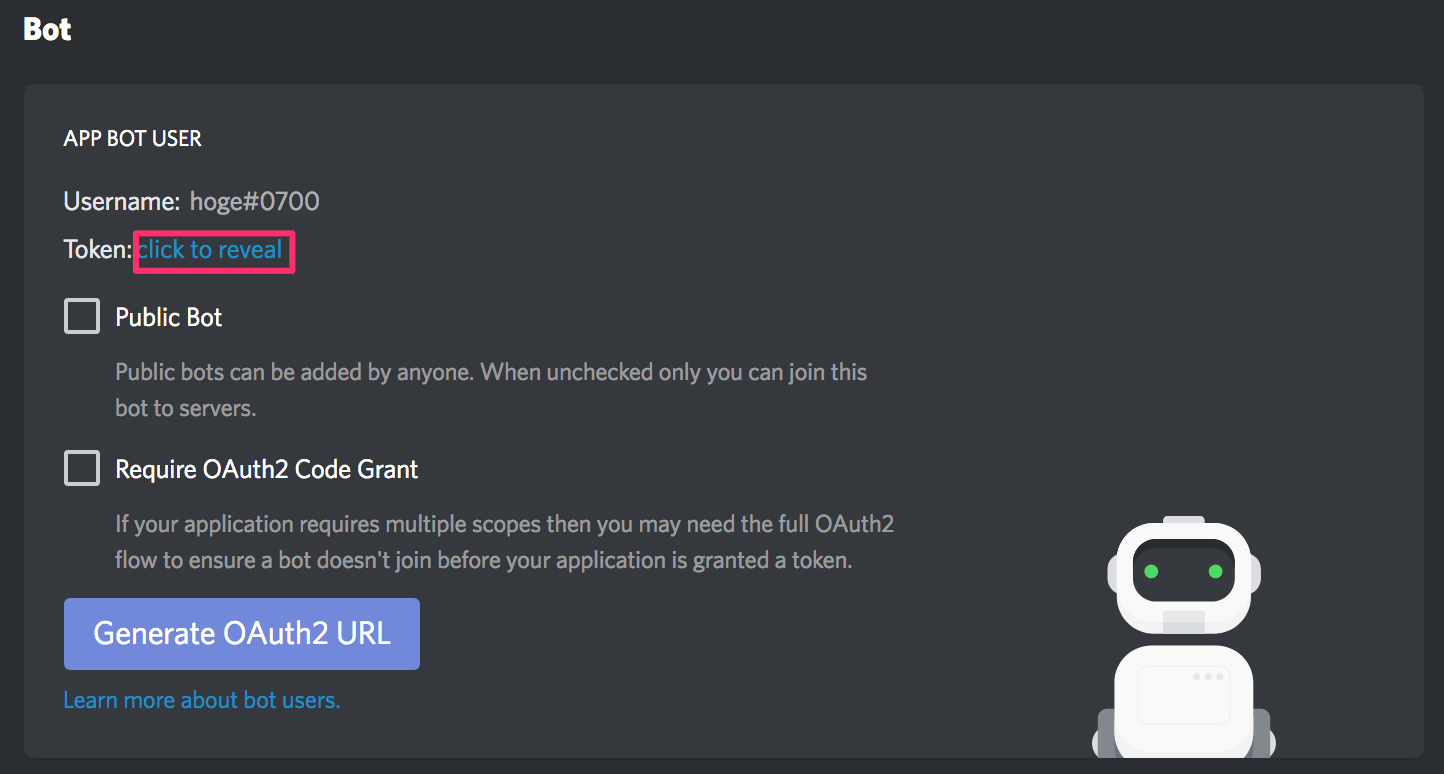 Bot
APP BOT USER
Username: hoge#0700
Token: click to reveal
Public Bot
Public bots can be added by anyone. When unchecked only you can join this
bot to servers.
Require OAuth2 Code Grant
If your application requires multiple scopes then you may need the full OAuth2
flow to ensure a bot doesn't join before your application is granted a token.
Generate OAuth2 URL
Learn more about bot users.